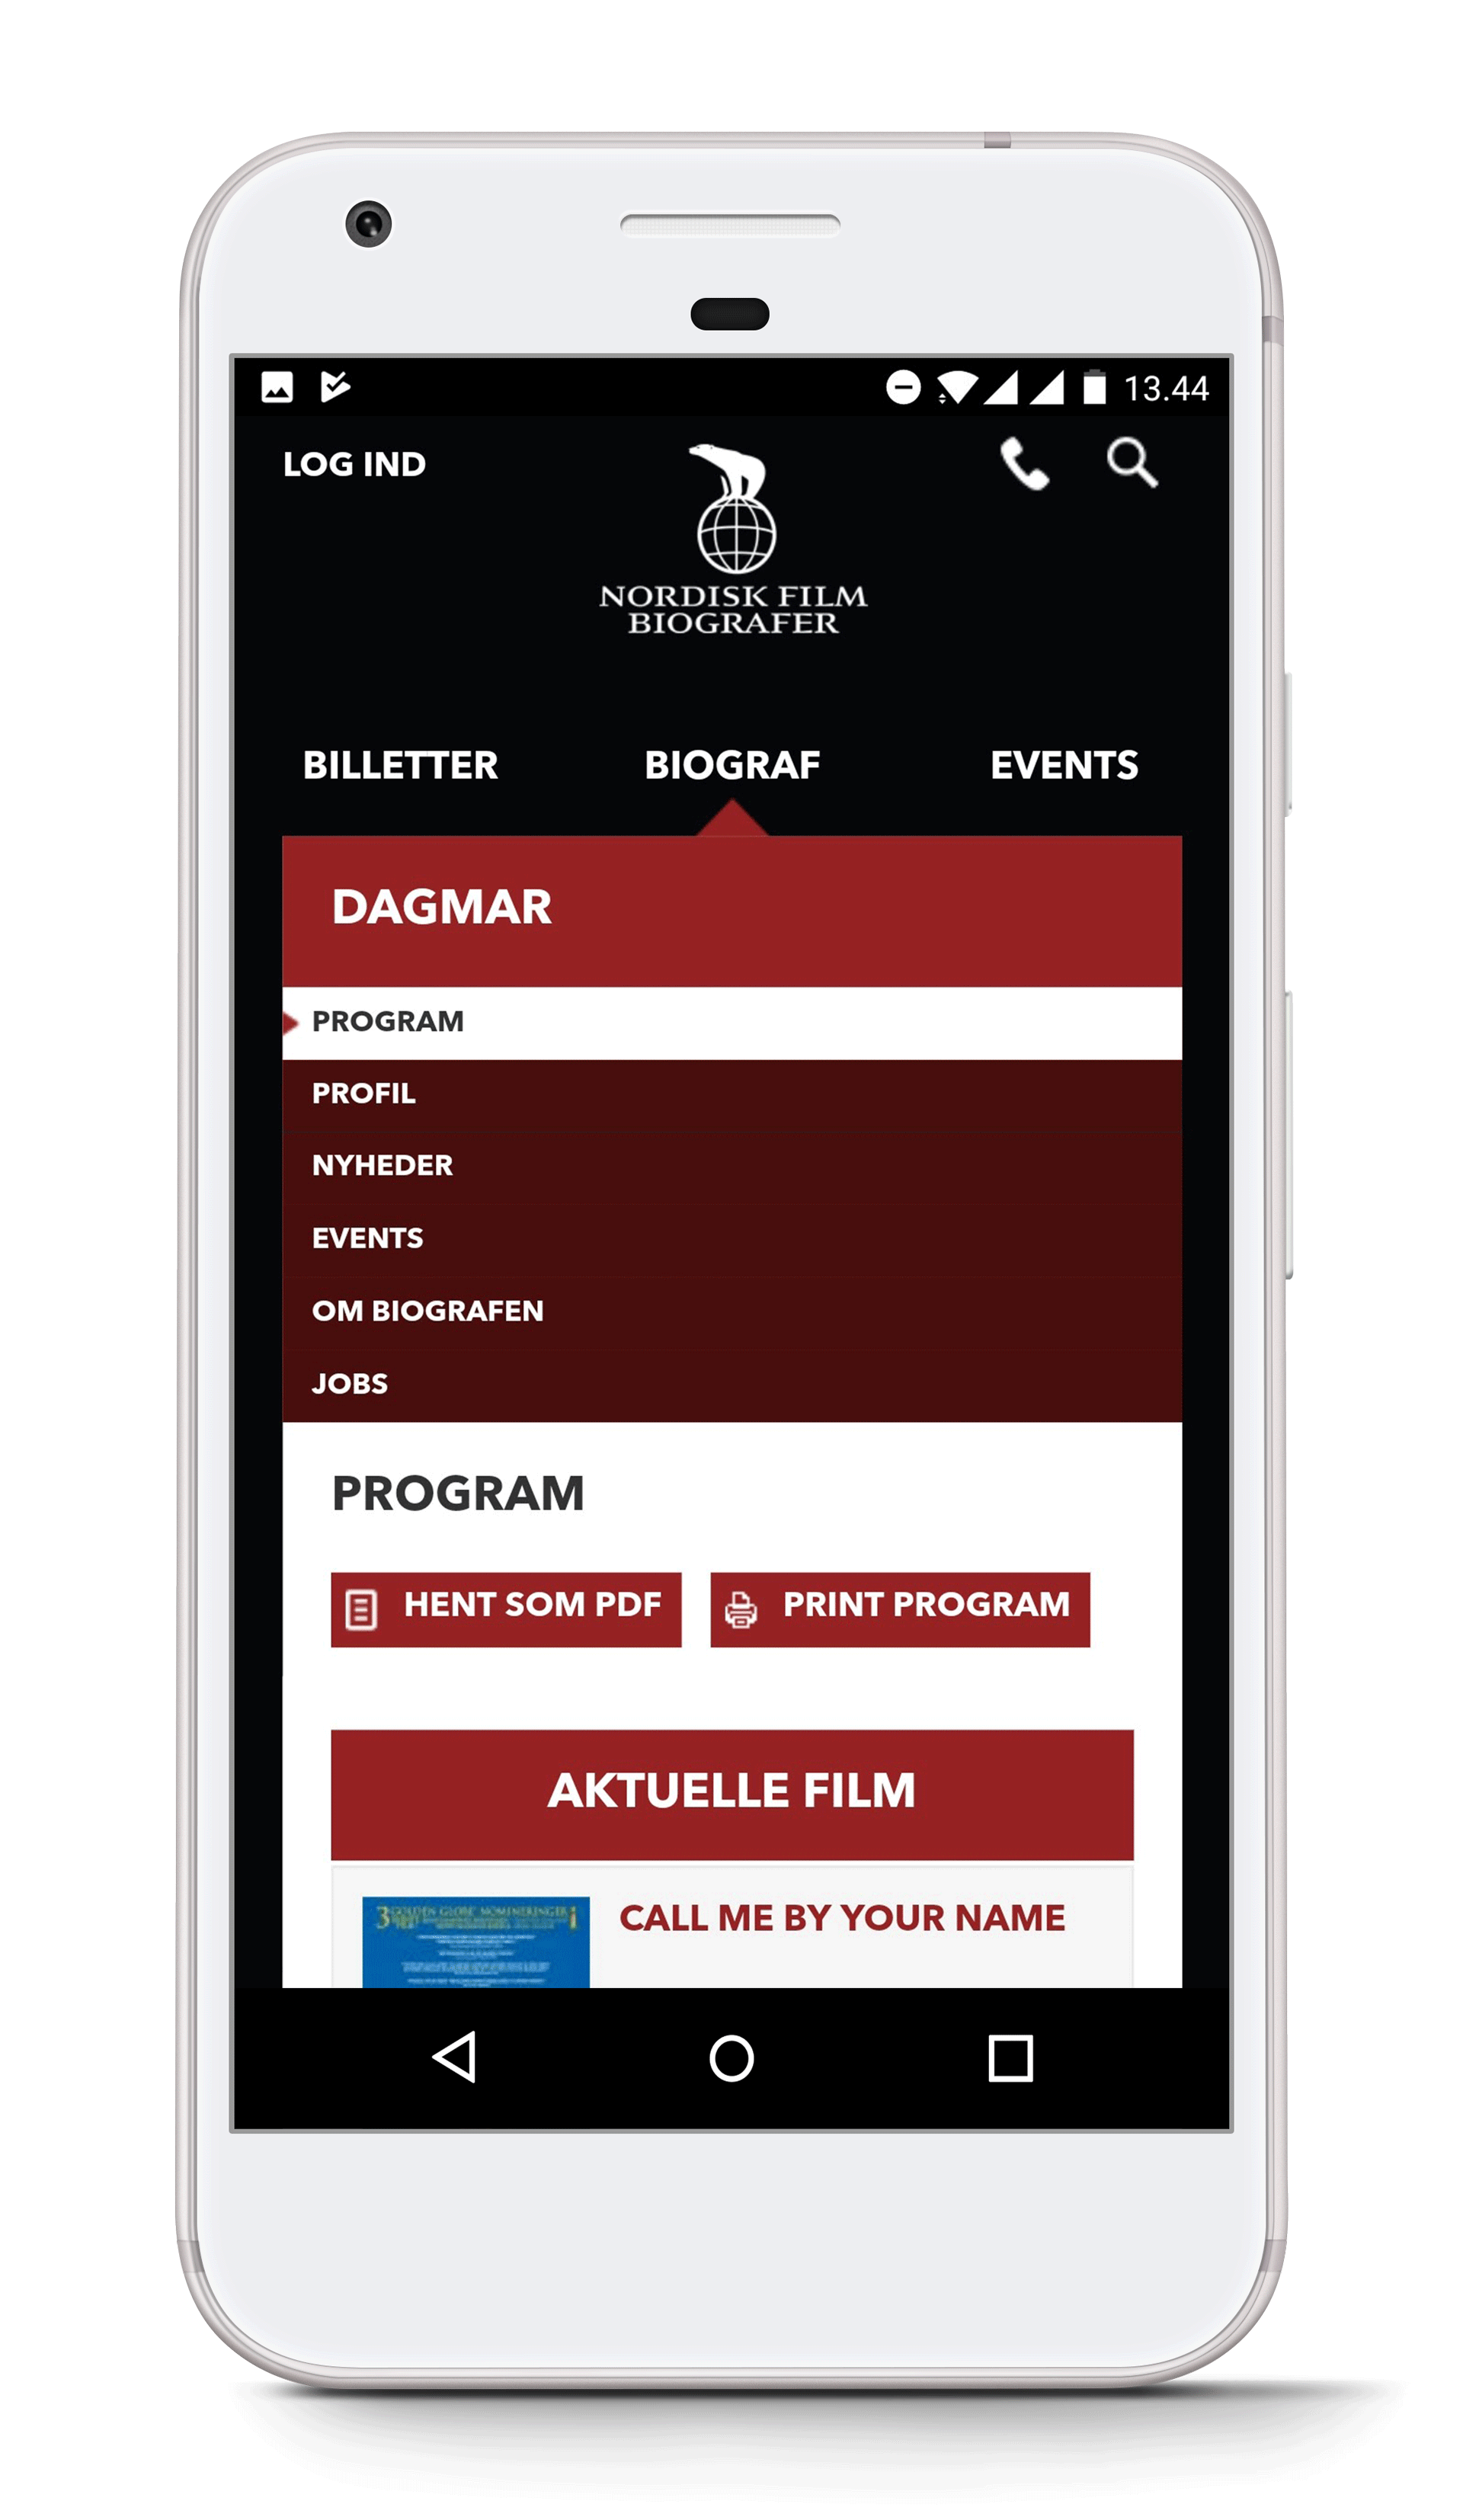 13.44
LOG IND
NORDISK FILM
BIOGRAFER
BILLETTER BIOGRAF EVENTS
DAGMAR
PROGRAM
PROFIL
NYHEDER
EVENTS
OM BIOGRAFEN
JOBS
PROGRAM
HENT SOM PDF PRINT PROGRAM
AKTUELLE FILM
3 GOLDEN GLOBE NOMINERINGER
CALL ME BY YOUR NAME